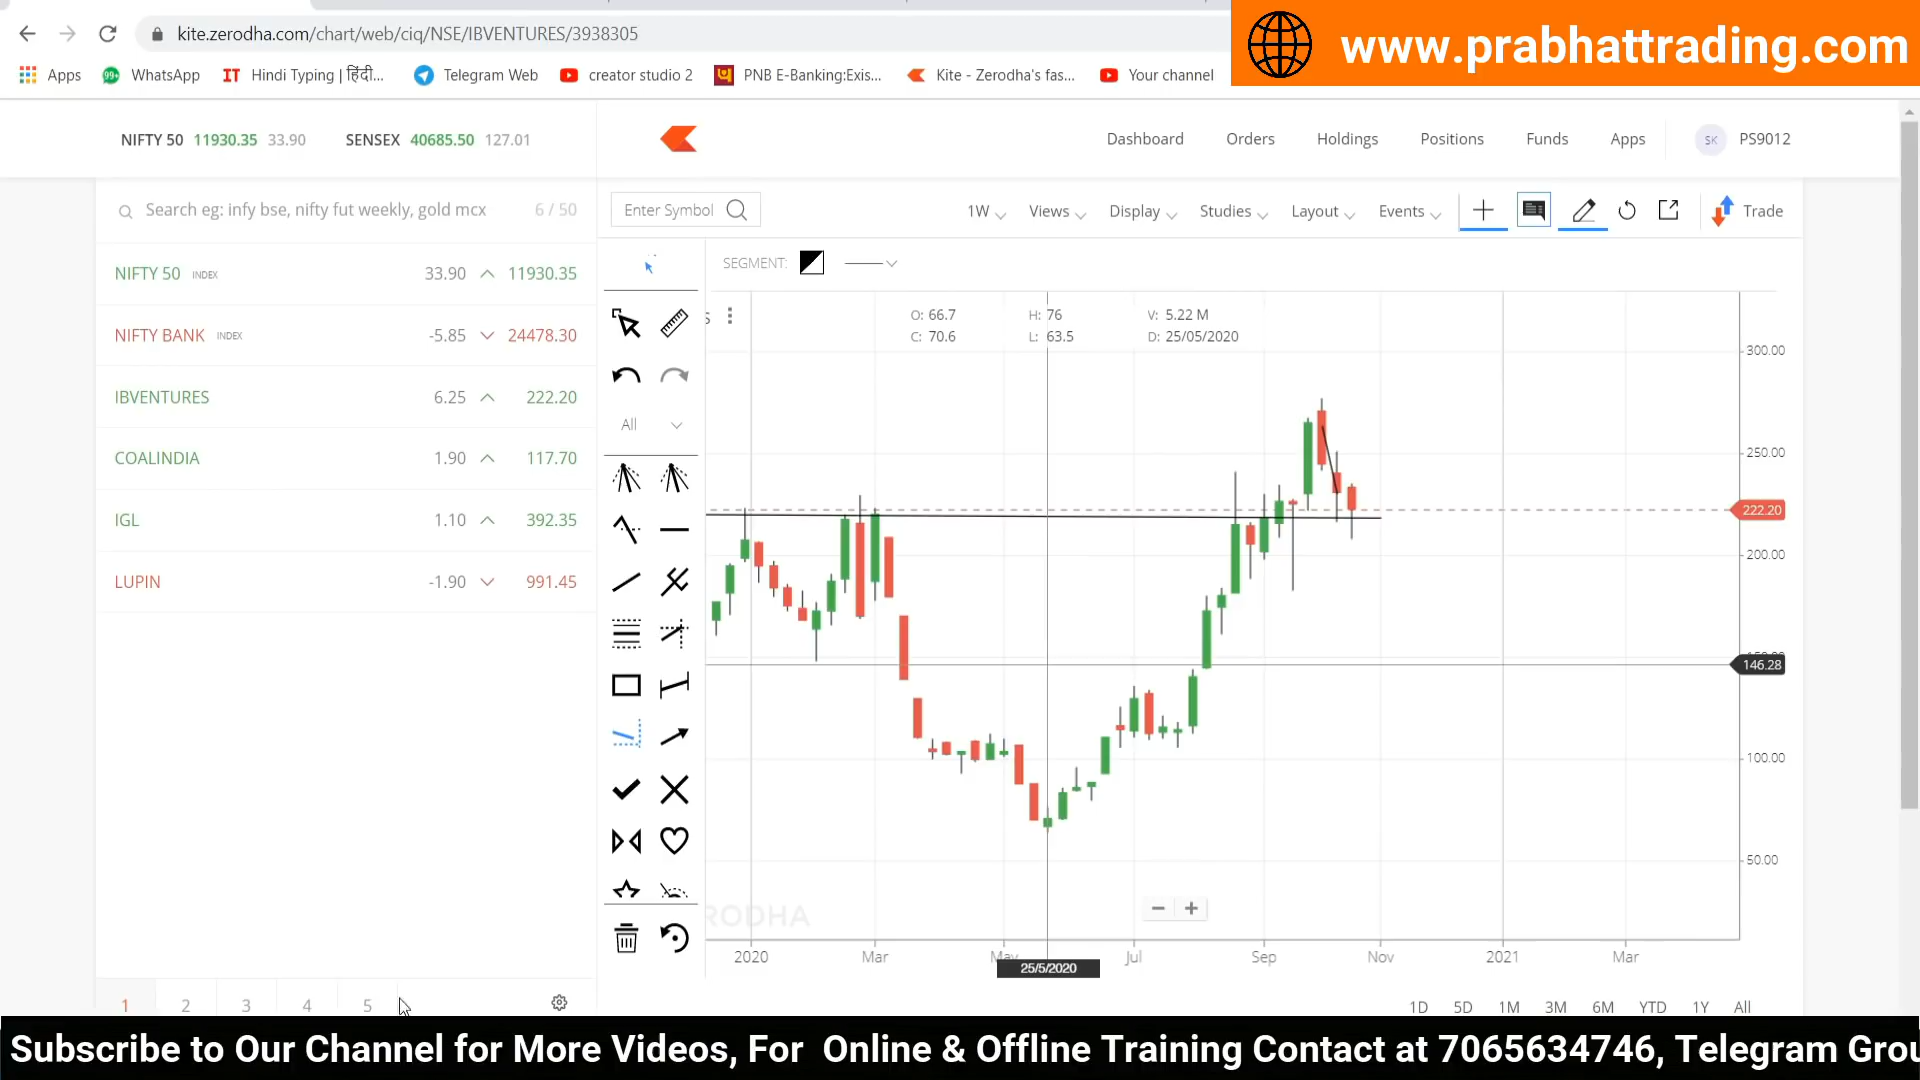 kite.zerodha.com/chart/web/ciq/NSE/IBVENTURES/3938305
www.prabhattrading.com
Apps
99+
WhatsApp
IT Hindi Typing | हिंदी...
Telegram Web
creator studio 2
PNB E-Banking:Exis...
Kite - Zerodha's fas...
Your channel
NIFTY 50 11930.35 33.90 SENSEX 40685.50 127.01
Dashboard Orders Holdings Positions Funds Apps SK PS9012
Search eg: infy bse, nifty fut weekly, gold mcx 6 / 50
Enter Symbol
1W Views Display Studies Layout Events Trade
SEGMENT:
NIFTY 50 INDEX 33.90 11930.35
NIFTY BANK INDEX -5.85 24478.30
IBVENTURES 6.25 222.20
COALINDIA 1.90 117.70
IGL 1.10 392.35
LUPIN -1.90 991.45
All
S
O: 66.7 H: 76 V: 5.22 M
C: 70.6 L: 63.5 D: 25/05/2020
300.00
250.00
222.20
200.00
146.28
100.00
50.00
RODHA
2020 Mar May Jul Sep Nov 2021 Mar
25/5/2020
1 2 3 4 5
1D 5D 1M 3M 6M YTD 1Y All
Subscribe to Our Channel for More Videos, For Online & Offline Training Contact at 7065634746, Telegram Grou